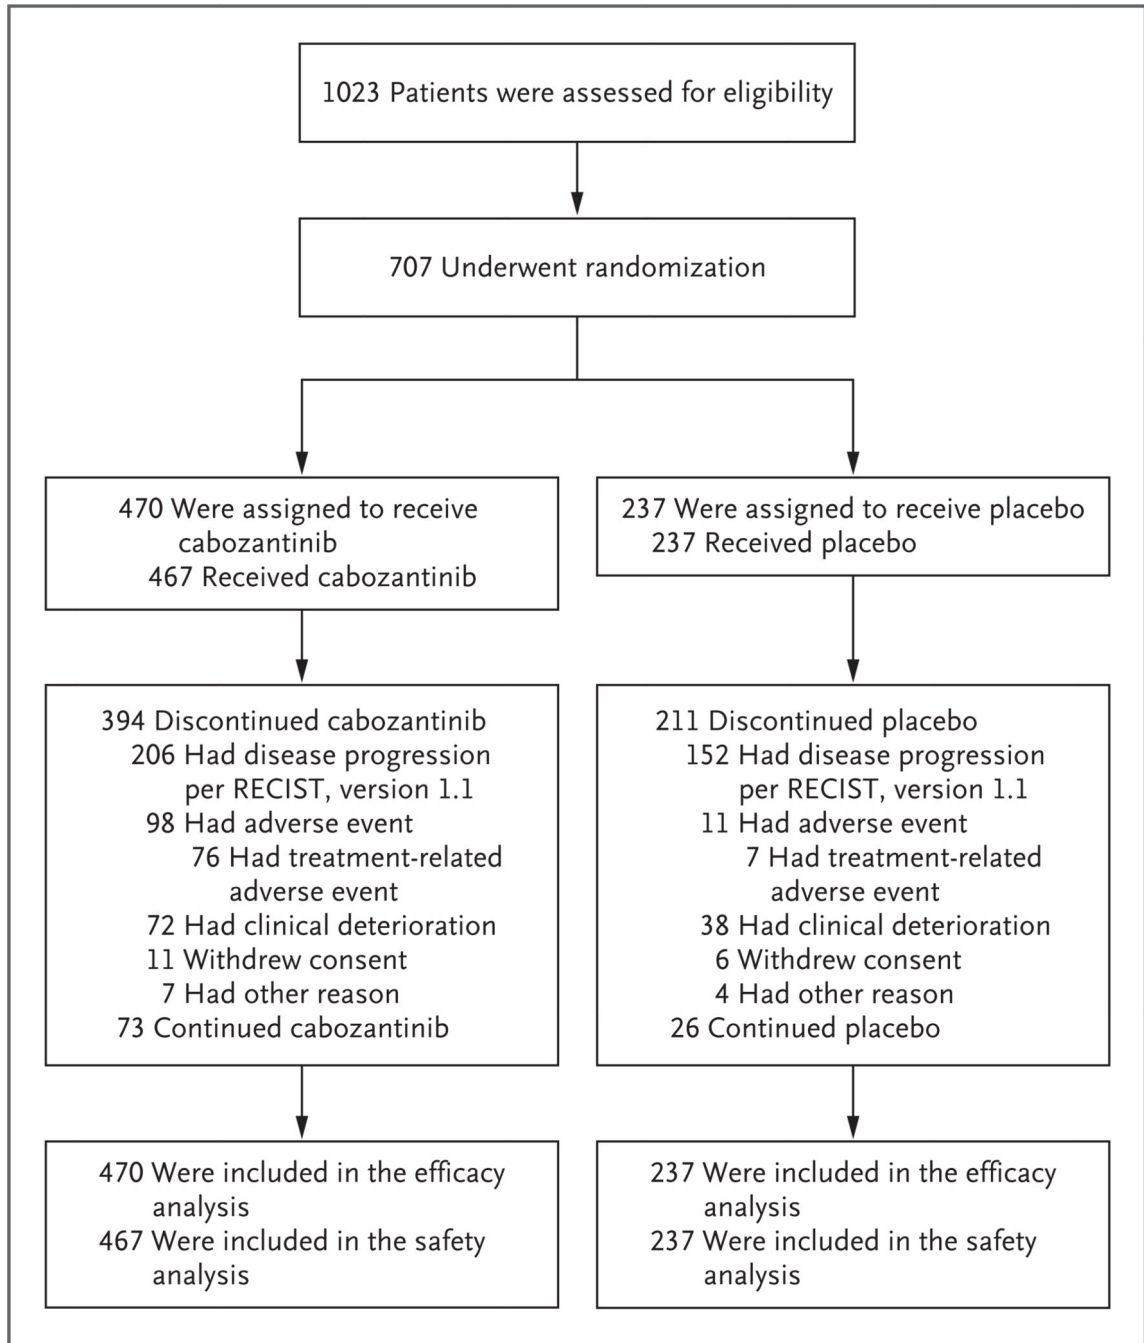 1023 Patients were assessed for eligibility
707 Underwent randomization
470 Were assigned to receive
cabozantinib
467 Received cabozantinib
237 Were assigned to receive placebo
237 Received placebo
394 Discontinued cabozantinib
206 Had disease progression
per RECIST, version 1.1
98 Had adverse event
76 Had treatment-related
adverse event
72 Had clinical deterioration
11 Withdrew consent
7 Had other reason
73 Continued cabozantinib
211 Discontinued placebo
152 Had disease progression
per RECIST, version 1.1
11 Had adverse event
7 Had treatment-related
adverse event
38 Had clinical deterioration
6 Withdrew consent
4 Had other reason
26 Continued placebo
470 Were included in the efficacy
analysis
467 Were included in the safety
analysis
237 Were included in the efficacy
analysis
237 Were included in the safety
analysis